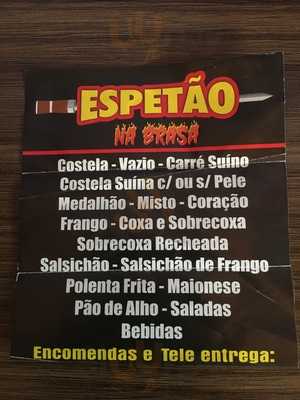 ESPETÃO
NA BRASA
Costela - Vazio - Carré Suíno
Costela Suína c/ ou s/ Pele
Medalhão - Misto - Coração
Frango - Coxa e Sobrecoxa
Sobrecoxa Recheada
Salsichão - Salsichão de Frango
Polenta Frita - Maionese
Pão de Alho - Saladas
Bebidas
Encomendas e Tele entrega: